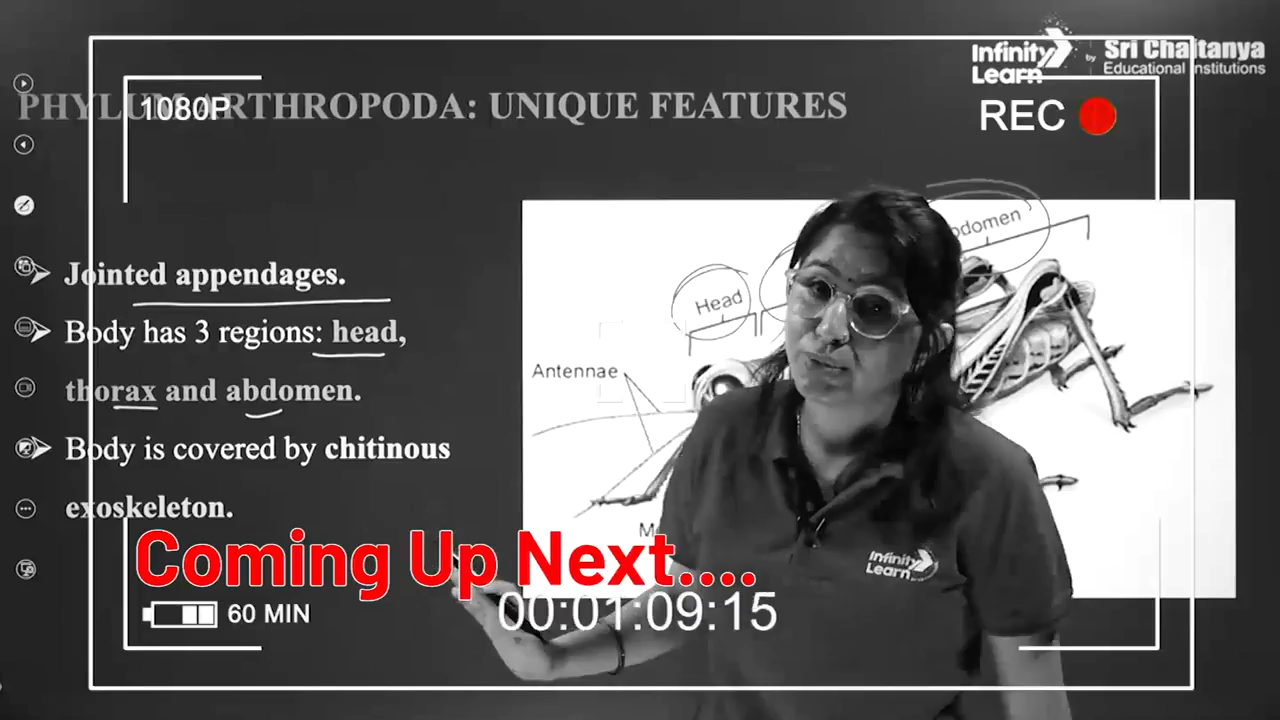 Infinity Learn by Sri Chaitanya Educational Institutions
PHYLUM ARTHROPODA: UNIQUE FEATURES
1080P
REC
Jointed appendages.
Body has 3 regions: head,
thorax and abdomen.
Body is covered by chitinous
exoskeleton.
Head
Antennae
Coming Up Next....
60 MIN
00:01:09:15
Infinity
Learn